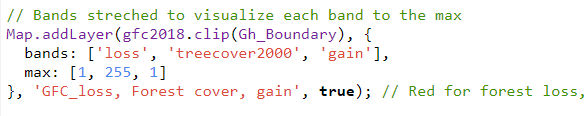 // Bands streched to visualize each band to the max
Map.addLayer(gfc2018.clip(Gh_Boundary), {
  bands: ['loss', 'treecover2000', 'gain'],
  max: [1, 255, 1]
}, 'GFC_loss, Forest cover, gain', true); // Red for forest loss,